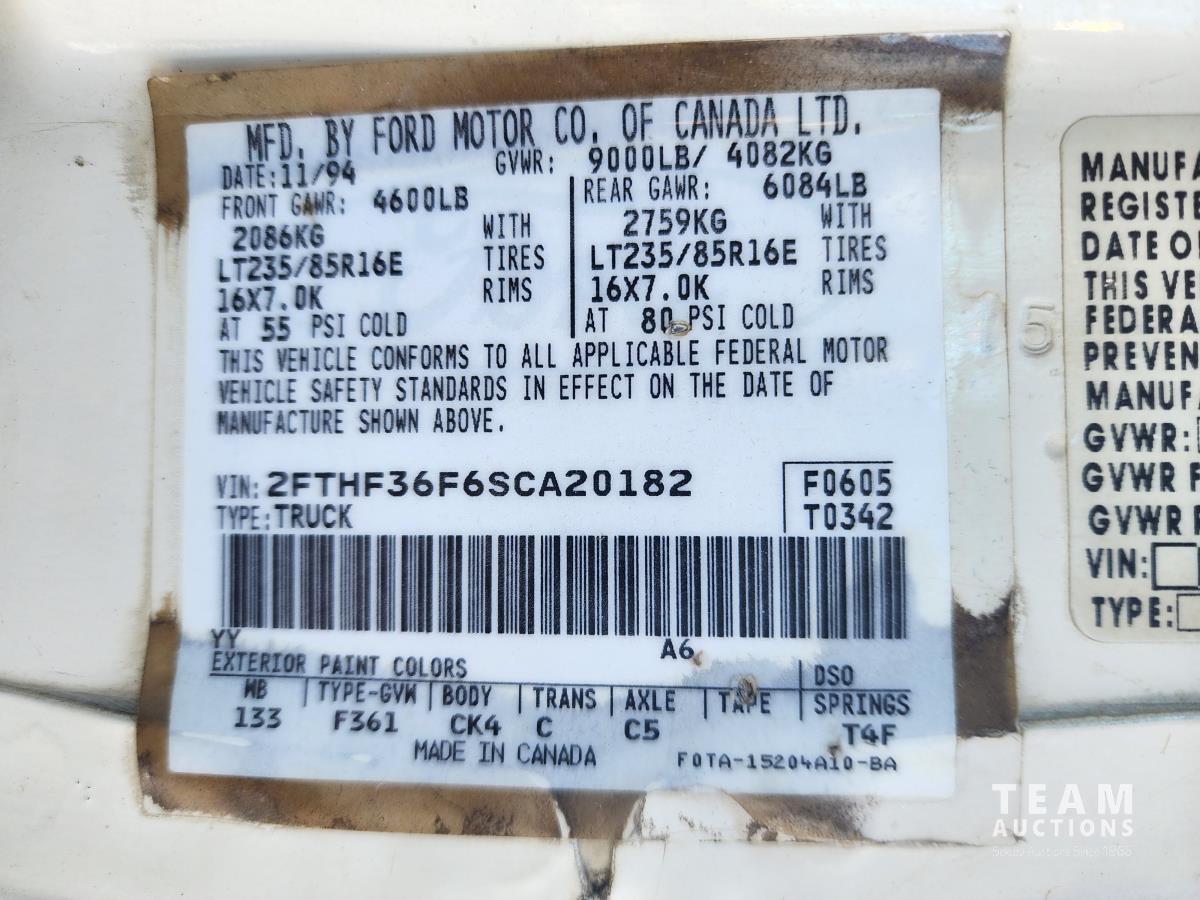 MFD. BY FORD MOTOR CO. OF CANADA LTD.
DATE: 11/94 GVWR: 9000LB/ 4082KG
FRONT GAWR: 4600LB REAR GAWR: 6084LB
2086KG WITH 2759KG WITH
LT235/85R16E TIRES LT235/85R16E TIRES
16X7.0K RIMS 16X7.0K RIMS
AT 55 PSI COLD AT 80 PSI COLD
THIS VEHICLE CONFORMS TO ALL APPLICABLE FEDERAL MOTOR
VEHICLE SAFETY STANDARDS IN EFFECT ON THE DATE OF
MANUFACTURE SHOWN ABOVE.
VIN: 2FTHF36F6SCA20182 F0605
TYPE: TRUCK T0342
YY A6
EXTERIOR PAINT COLORS DSO
WB TYPE-GVW BODY TRANS AXLE TAPE SPRINGS
133 F361 CK4 C C5 T4F
MADE IN CANADA F0TA-15204A10-BA
5
MANUFA
REGISTE
DATE O
THIS VE
FEDERA
PREVEN
MANUFA
GVWR:
GVWR
GVWR
VIN:
TYPE:
TEAM
AUCTIONS